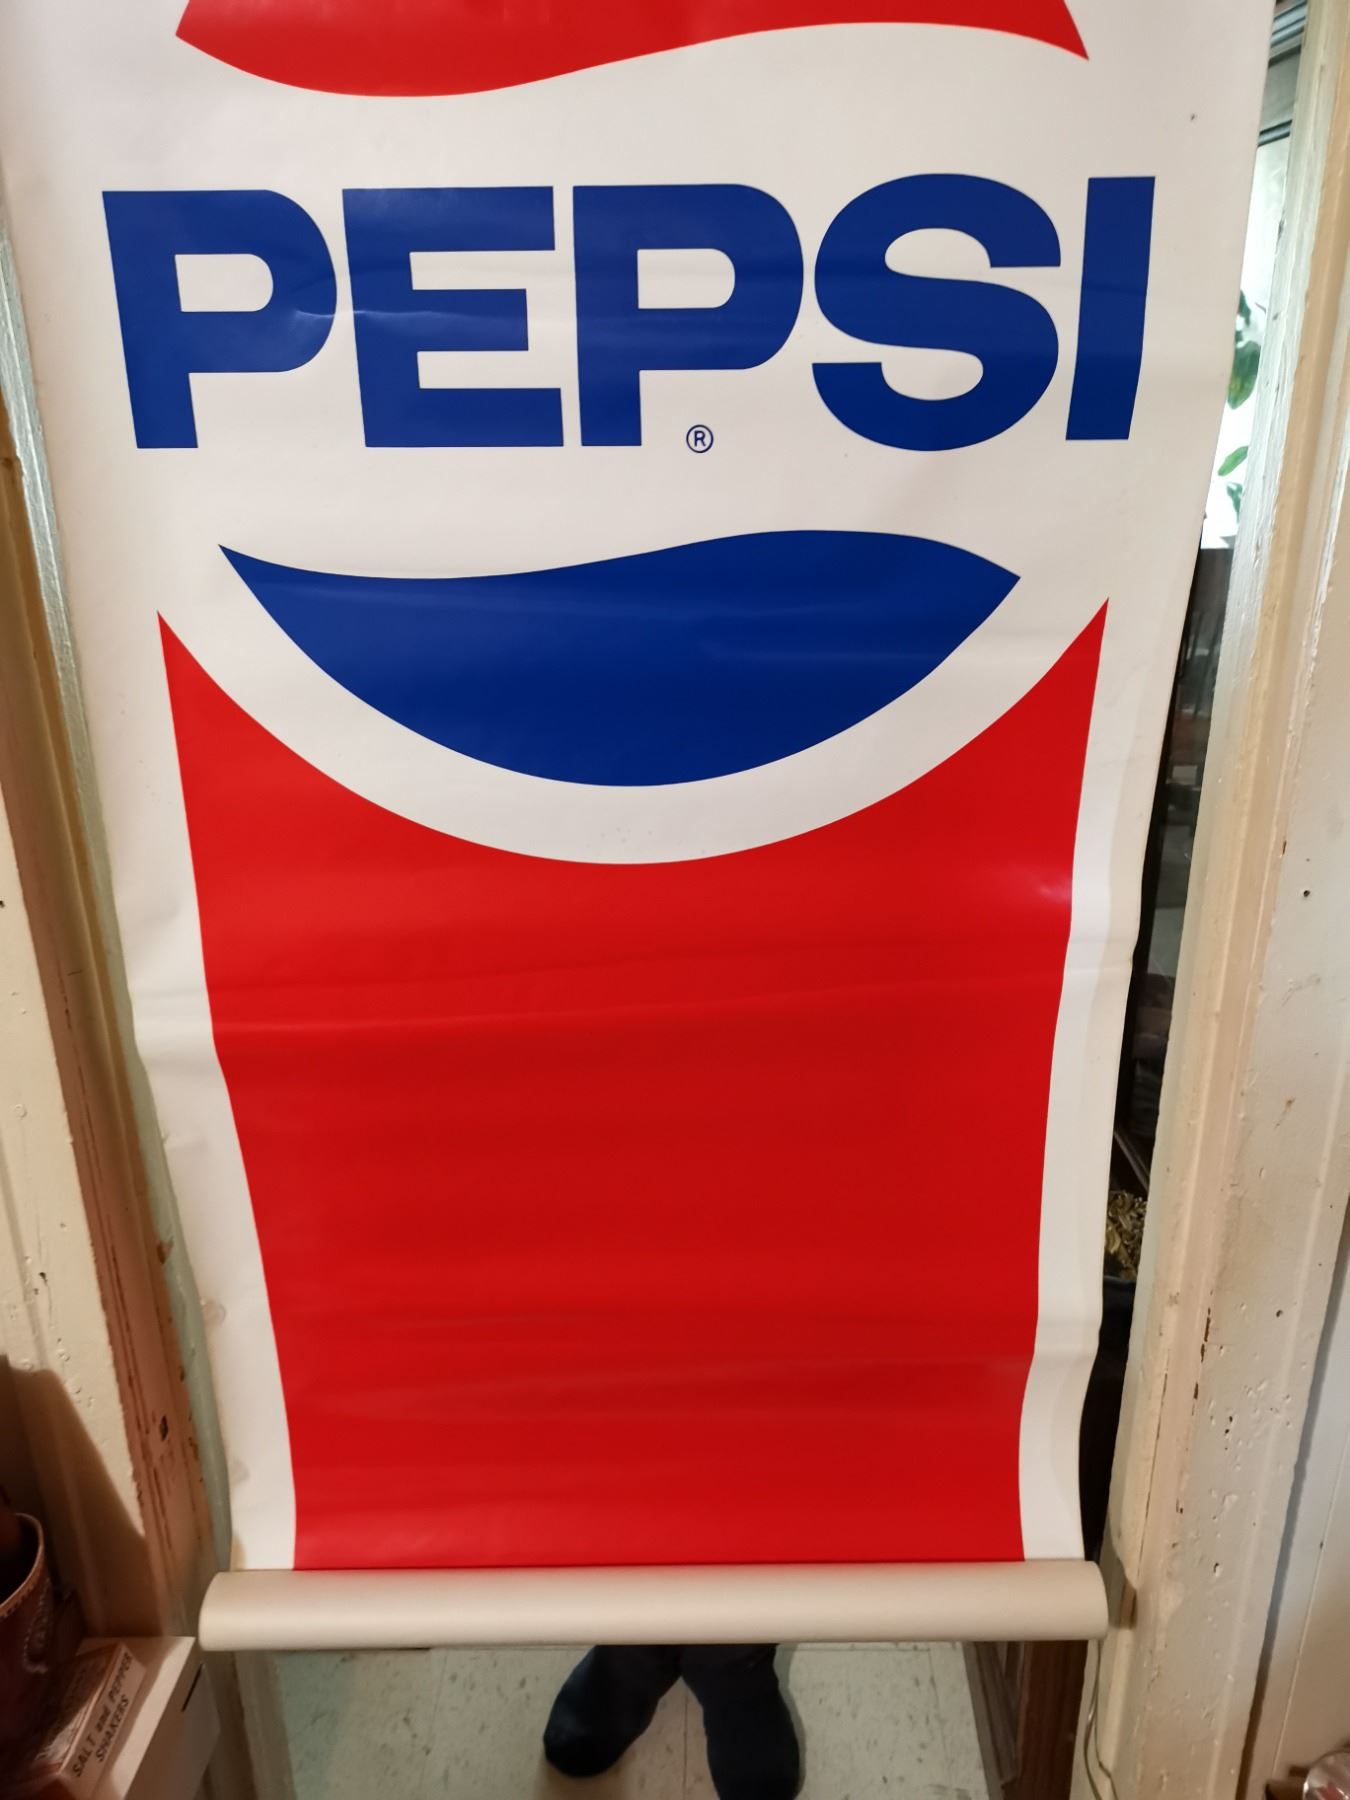 PEPSI
®
SALT and PEPPER
SHAKERS